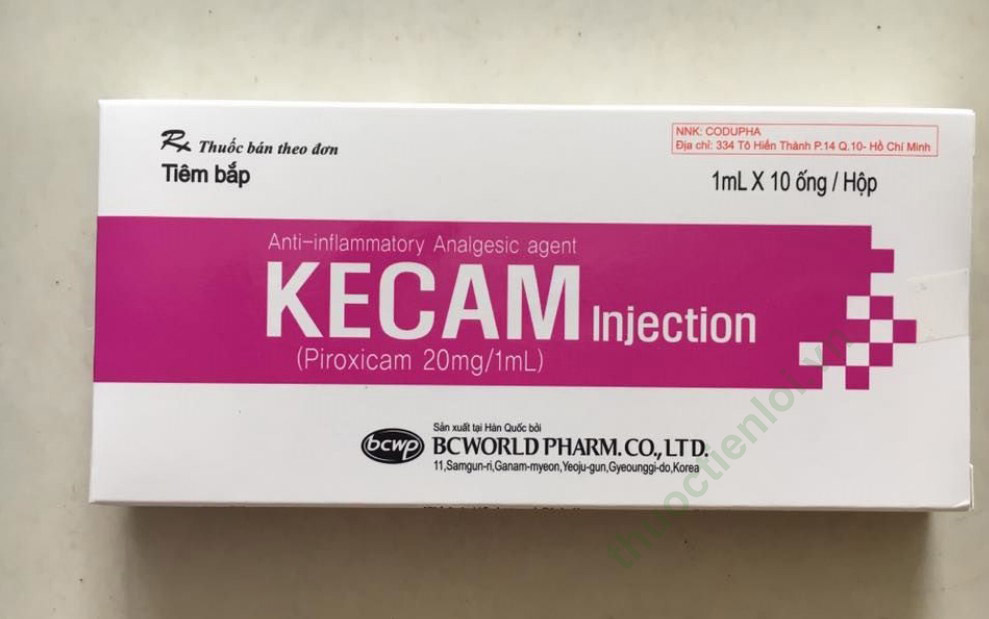 Rx Thuốc bán theo đơn
Tiêm bắp
NNK: CODUPHA
Địa chỉ: 334 Tô Hiến Thành P.14 Q.10- Hồ Chí Minh
1mL X 10 ống / Hộp
Anti-inflammatory Analgesic agent
KECAM Injection
(Piroxicam 20mg/1mL)
Sản xuất tại Hàn Quốc bởi
bcwp BCWORLD PHARM.CO.,LTD.
11,Samgun-ri,Ganam-myeon,Yeoju-gun,Gyeounggi-do,Korea
thuoctienloi.vn